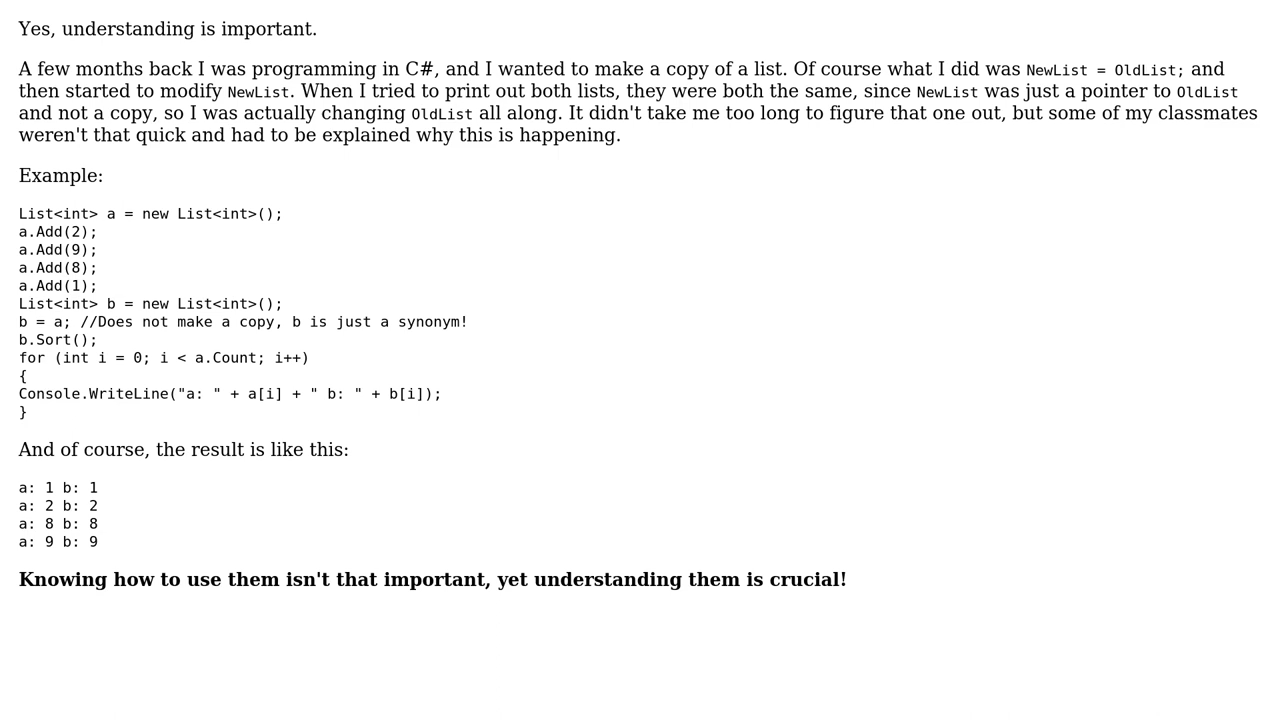 Yes, understanding is important.
A few months back I was programming in C#, and I wanted to make a copy of a list. Of course what I did was NewList = OldList; and
then started to modify NewList. When I tried to print out both lists, they were both the same, since NewList was just a pointer to OldList
and not a copy, so I was actually changing OldList all along. It didn't take me too long to figure that one out, but some of my classmates
weren't that quick and had to be explained why this is happening.
Example:
List<int> a = new List<int>();
a.Add(2);
a.Add(9);
a.Add(8);
a.Add(1);
List<int> b = new List<int>();
b = a; //Does not make a copy, b is just a synonym!
b.Sort();
for (int i = 0; i < a.Count; i++)
{
Console.WriteLine("a: " + a[i] + " b: " + b[i]);
}
And of course, the result is like this:
a: 1 b: 1
a: 2 b: 2
a: 8 b: 8
a: 9 b: 9
Knowing how to use them isn't that important, yet understanding them is crucial!